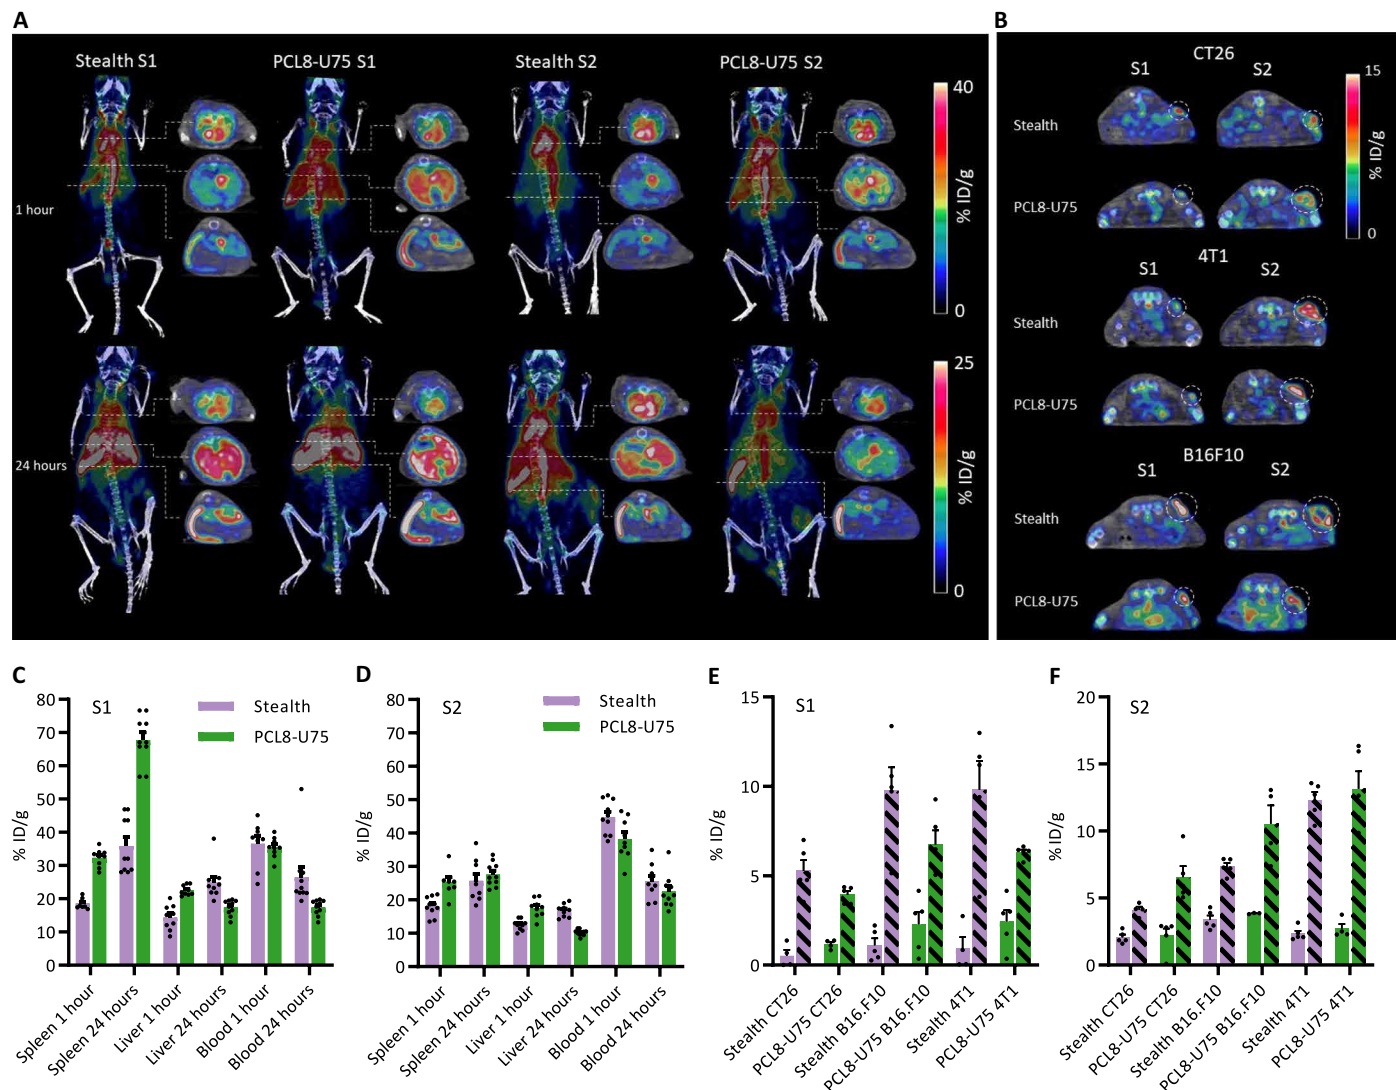 A
Stealth S1
PCL8-U75 S1
Stealth S2
PCL8-U75 S2
1 hour
24 hours
40
% ID/g
0
25
% ID/g
0
B
CT26
S1
S2
Stealth
PCL8-U75
15
% ID/g
0
4T1
S1
S2
Stealth
PCL8-U75
B16F10
S1
S2
Stealth
PCL8-U75
C
S1
Stealth
PCL8-U75
% ID/g
80
70
60
50
40
30
20
10
0
Spleen 1 hour
Spleen 24 hours
Liver 1 hour
Liver 24 hours
Blood 1 hour
Blood 24 hours
D
S2
Stealth
PCL8-U75
% ID/g
80
70
60
50
40
30
20
10
0
Spleen 1 hour
Spleen 24 hours
Liver 1 hour
Liver 24 hours
Blood 1 hour
Blood 24 hours
E
S1
% ID/g
15
10
5
0
Stealth CT26
PCL8-U75 CT26
Stealth B16.F10
PCL8-U75 B16.F10
Stealth 4T1
PCL8-U75 4T1
F
S2
% ID/g
20
15
10
5
0
Stealth CT26
PCL8-U75 CT26
Stealth B16.F10
PCL8-U75 B16.F10
Stealth 4T1
PCL8-U75 4T1